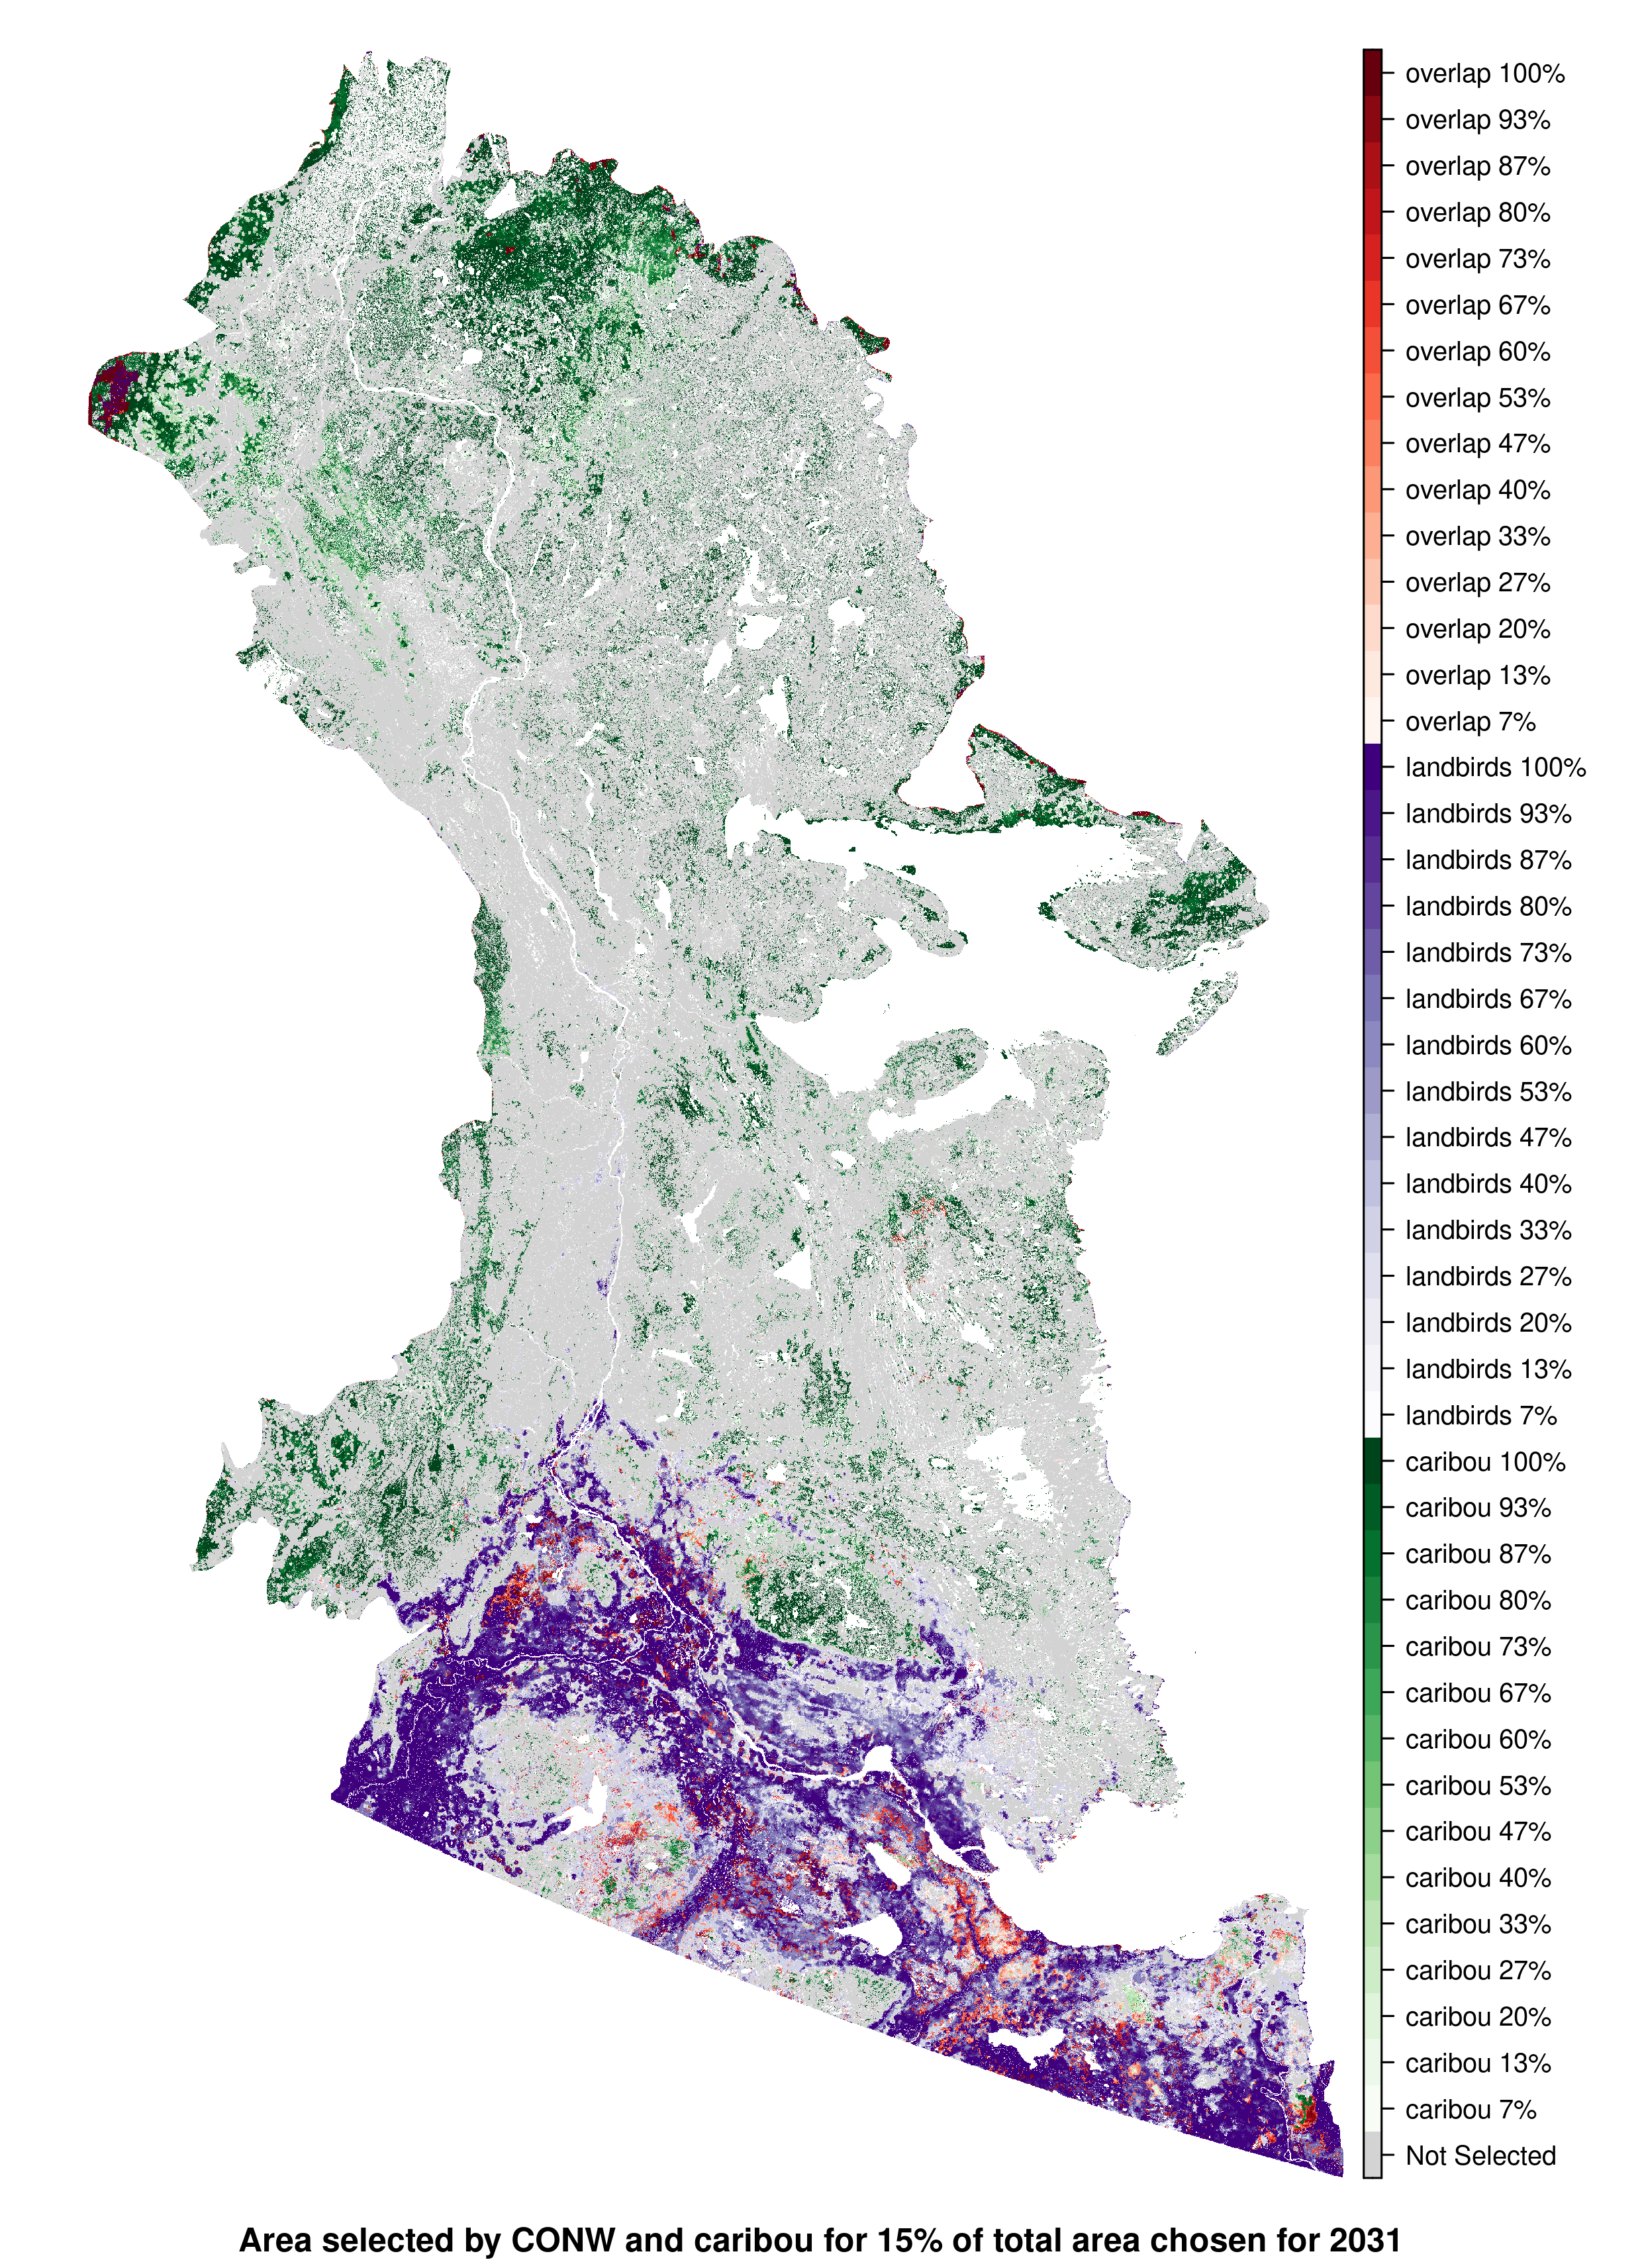 overlap 100%
overlap 93%
overlap 87%
overlap 80%
overlap 73%
overlap 67%
overlap 60%
overlap 53%
overlap 47%
overlap 40%
overlap 33%
overlap 27%
overlap 20%
overlap 13%
overlap 7%
landbirds 100%
landbirds 93%
landbirds 87%
landbirds 80%
landbirds 73%
landbirds 67%
landbirds 60%
landbirds 53%
landbirds 47%
landbirds 40%
landbirds 33%
landbirds 27%
landbirds 20%
landbirds 13%
landbirds 7%
caribou 100%
caribou 93%
caribou 87%
caribou 80%
caribou 73%
caribou 67%
caribou 60%
caribou 53%
caribou 47%
caribou 40%
caribou 33%
caribou 27%
caribou 20%
caribou 13%
caribou 7%
Not Selected
Area selected by CONW and caribou for 15% of total area chosen for 2031